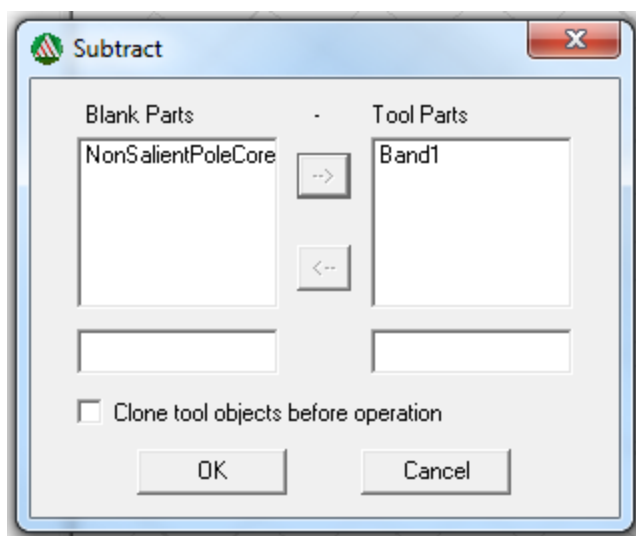 Subtract
Blank Parts - Tool Parts
NonSalientPoleCore
-->
Band1
<--
Clone tool objects before operation
OK
Cancel